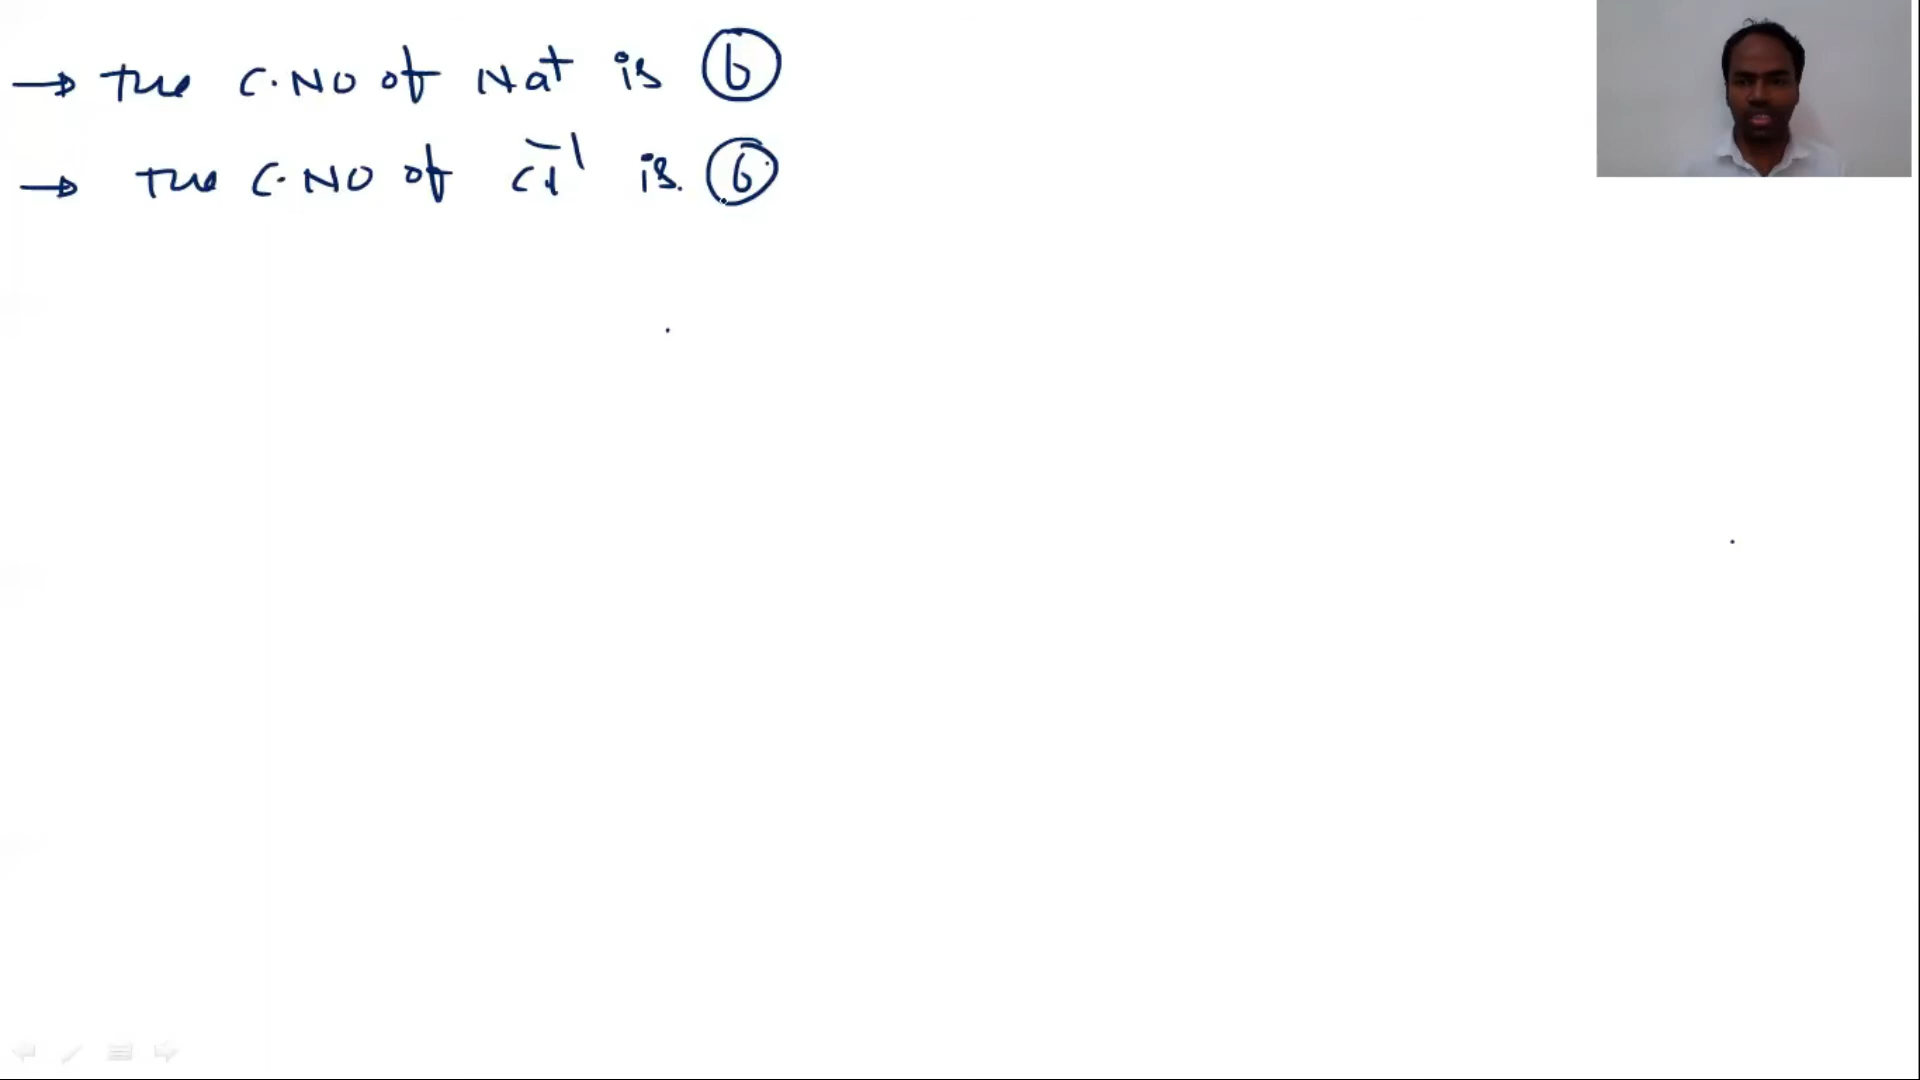 → The C.NO of Na⁺ is 6
→ The C.NO of Cl⁻¹ is. 6